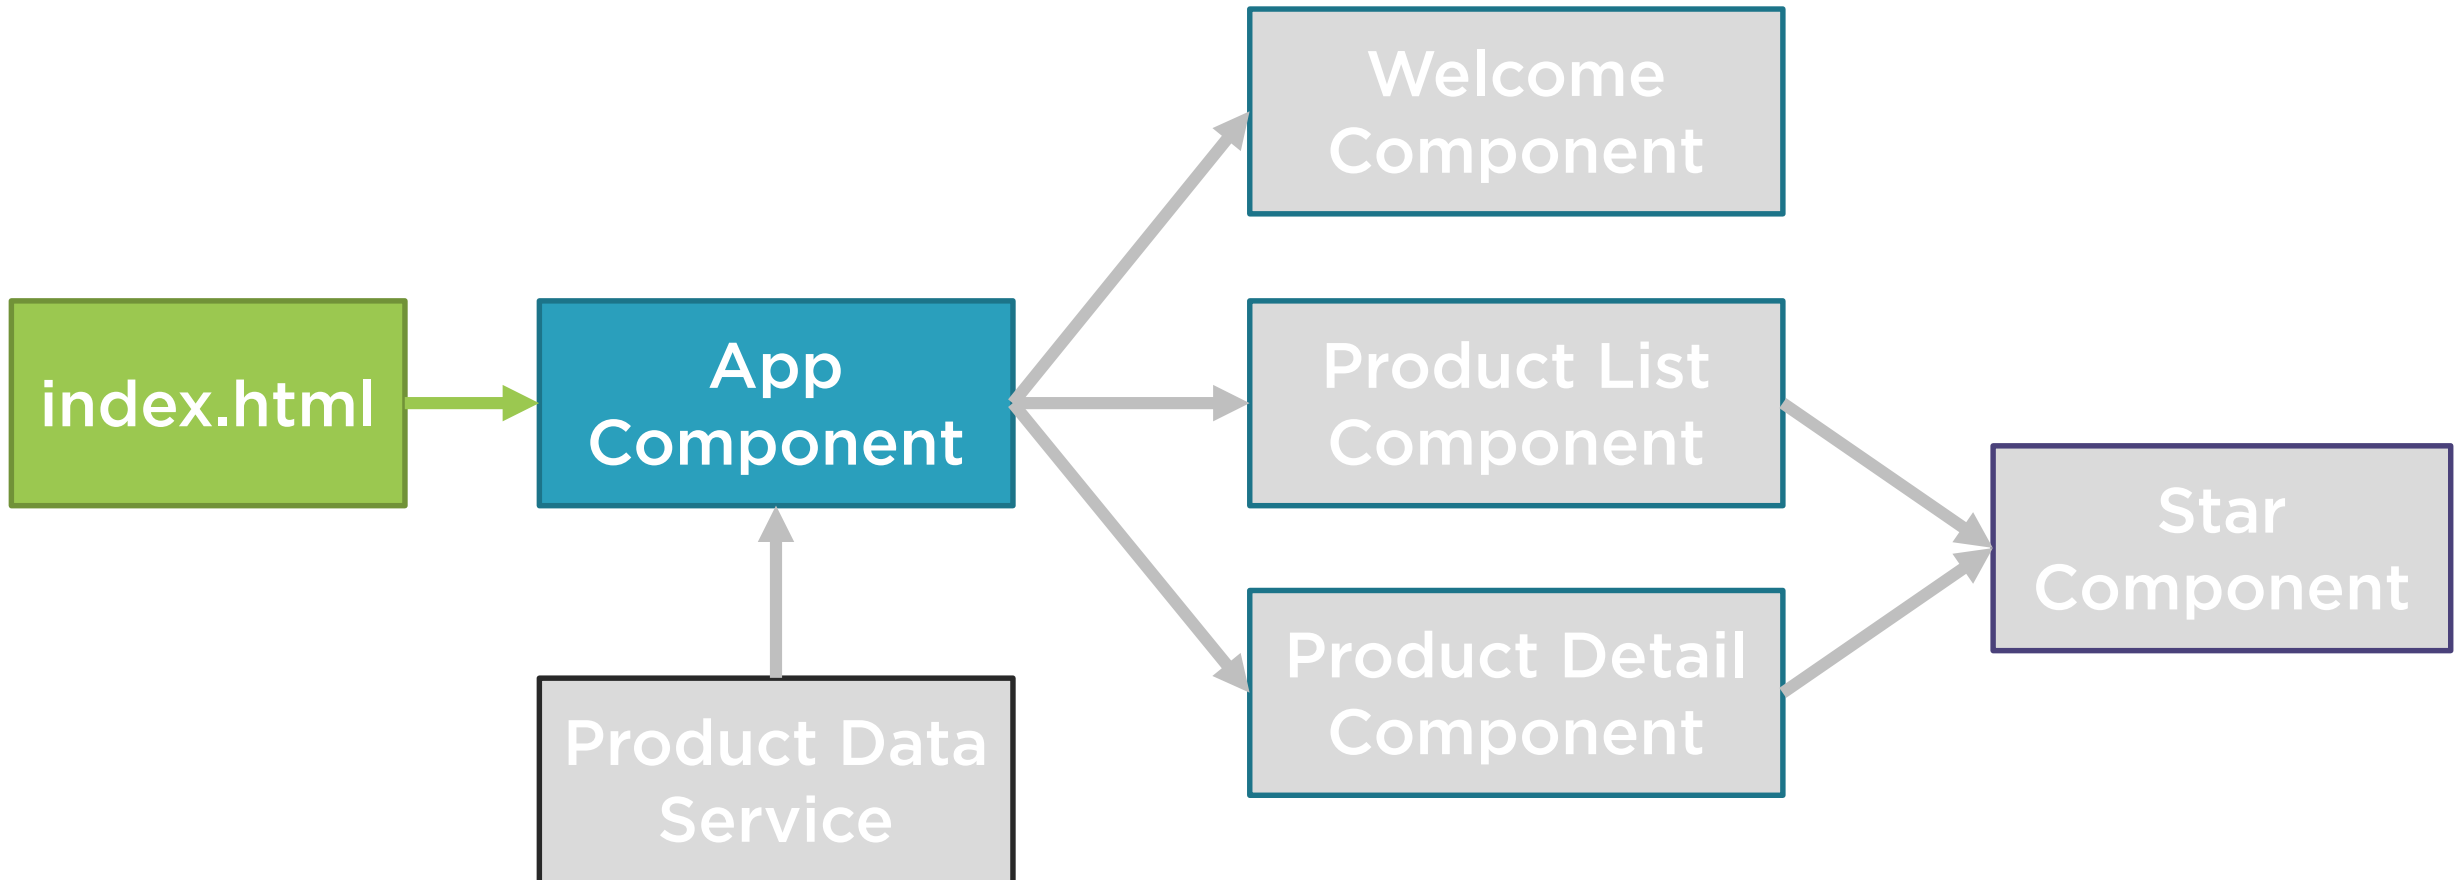 Welcome
Component
index.html
App
Component
Product List
Component
Star
Component
Product Detail
Component
Product Data
Service